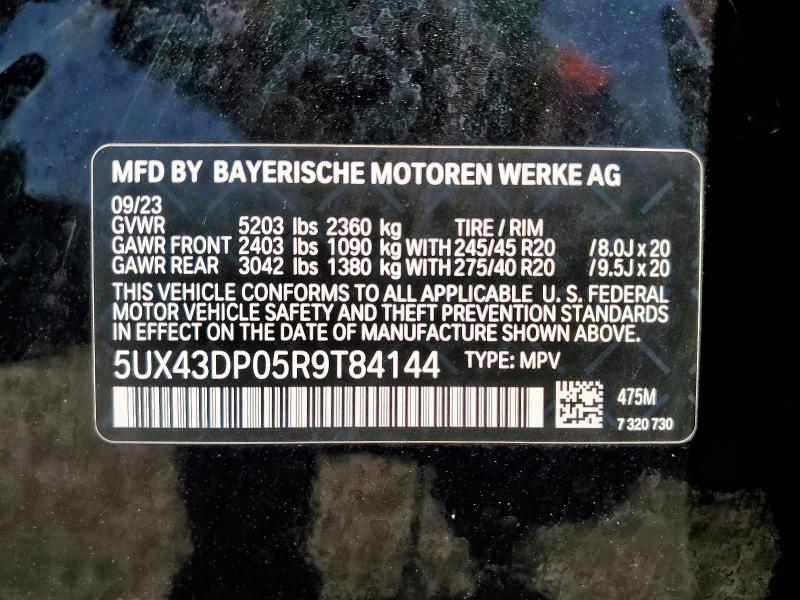 MFD BY BAYERISCHE MOTOREN WERKE AG
09/23
GVWR 5203 lbs 2360 kg TIRE / RIM
GAWR FRONT 2403 lbs 1090 kg WITH 245/45 R20 /8.0J x 20
GAWR REAR 3042 lbs 1380 kg WITH 275/40 R20 /9.5J x 20
THIS VEHICLE CONFORMS TO ALL APPLICABLE U. S. FEDERAL
MOTOR VEHICLE SAFETY AND THEFT PREVENTION STANDARDS
IN EFFECT ON THE DATE OF MANUFACTURE SHOWN ABOVE.
5UX43DP05R9T84144 TYPE: MPV
475M
7 320 730